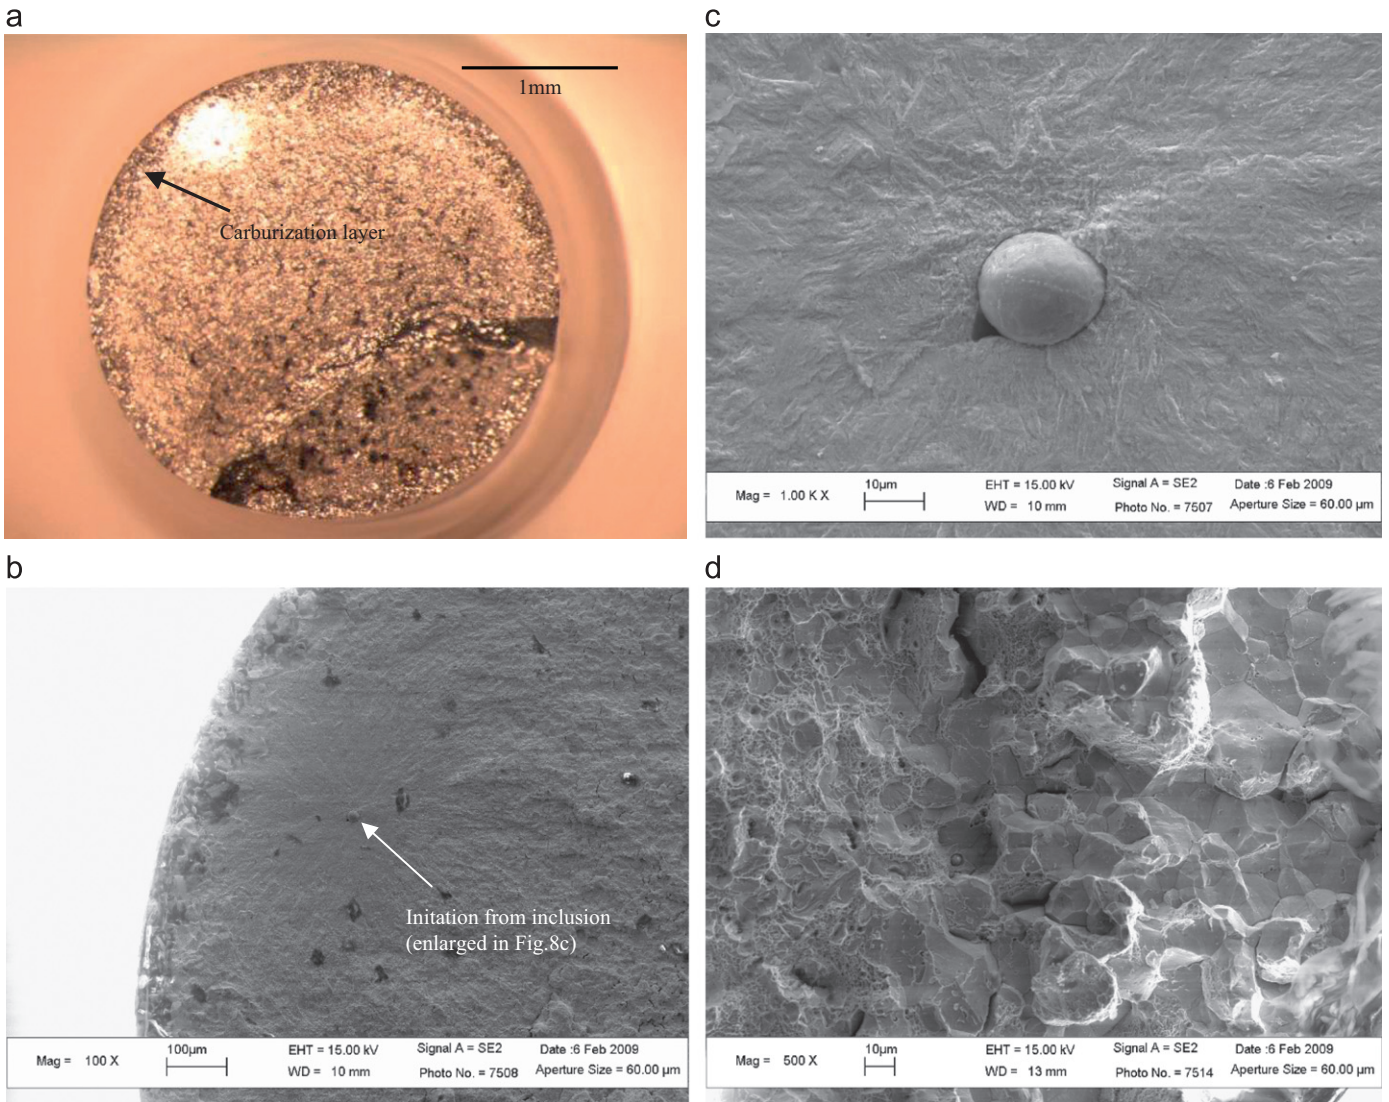 a
1mm
Carburization layer
b
Initation from inclusion
(enlarged in Fig.8c)
Mag = 100 X
100µm
EHT = 15.00 kV
WD = 10 mm
Signal A = SE2
Photo No. = 7508
Date :6 Feb 2009
Aperture Size = 60.00 µm
c
Mag = 1.00 K X
10µm
EHT = 15.00 kV
WD = 10 mm
Signal A = SE2
Photo No. = 7507
Date :6 Feb 2009
Aperture Size = 60.00 µm
d
Mag = 500 X
10µm
EHT = 15.00 kV
WD = 13 mm
Signal A = SE2
Photo No. = 7514
Date :6 Feb 2009
Aperture Size = 60.00 µm